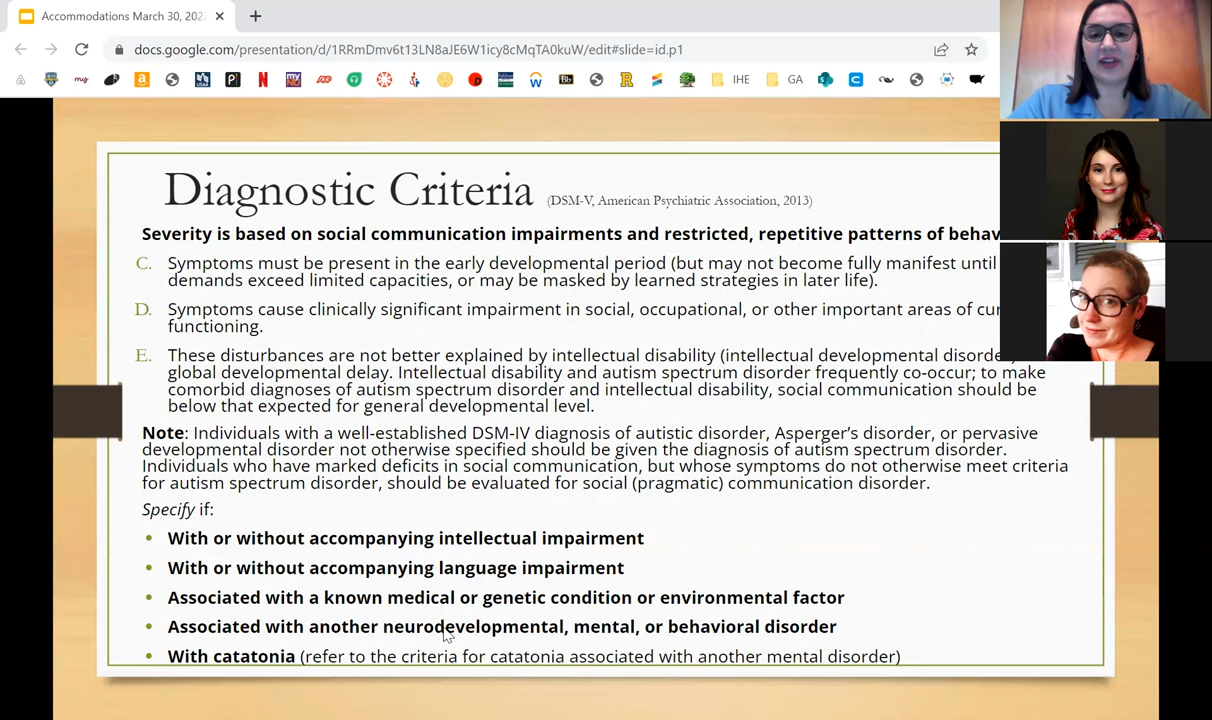 Accommodations March 30, 202
docs.google.com/presentation/d/1RRmDmv6t13LN8aJE6W1icy8cMqTA0kuW/edit#slide=id.p1
my USAA P N ADP Bb R IHE GA C
Diagnostic Criteria (DSM-V, American Psychiatric Association, 2013)
Severity is based on social communication impairments and restricted, repetitive patterns of behav
C. Symptoms must be present in the early developmental period (but may not become fully manifest until
demands exceed limited capacities, or may be masked by learned strategies in later life).
D. Symptoms cause clinically significant impairment in social, occupational, or other important areas of cur
functioning.
E. These disturbances are not better explained by intellectual disability (intellectual developmental disorde
global developmental delay. Intellectual disability and autism spectrum disorder frequently co-occur; to make
comorbid diagnoses of autism spectrum disorder and intellectual disability, social communication should be
below that expected for general developmental level.
Note: Individuals with a well-established DSM-IV diagnosis of autistic disorder, Asperger’s disorder, or pervasive
developmental disorder not otherwise specified should be given the diagnosis of autism spectrum disorder.
Individuals who have marked deficits in social communication, but whose symptoms do not otherwise meet criteria
for autism spectrum disorder, should be evaluated for social (pragmatic) communication disorder.
Specify if:
• With or without accompanying intellectual impairment
• With or without accompanying language impairment
• Associated with a known medical or genetic condition or environmental factor
• Associated with another neurodevelopmental, mental, or behavioral disorder
• With catatonia (refer to the criteria for catatonia associated with another mental disorder)